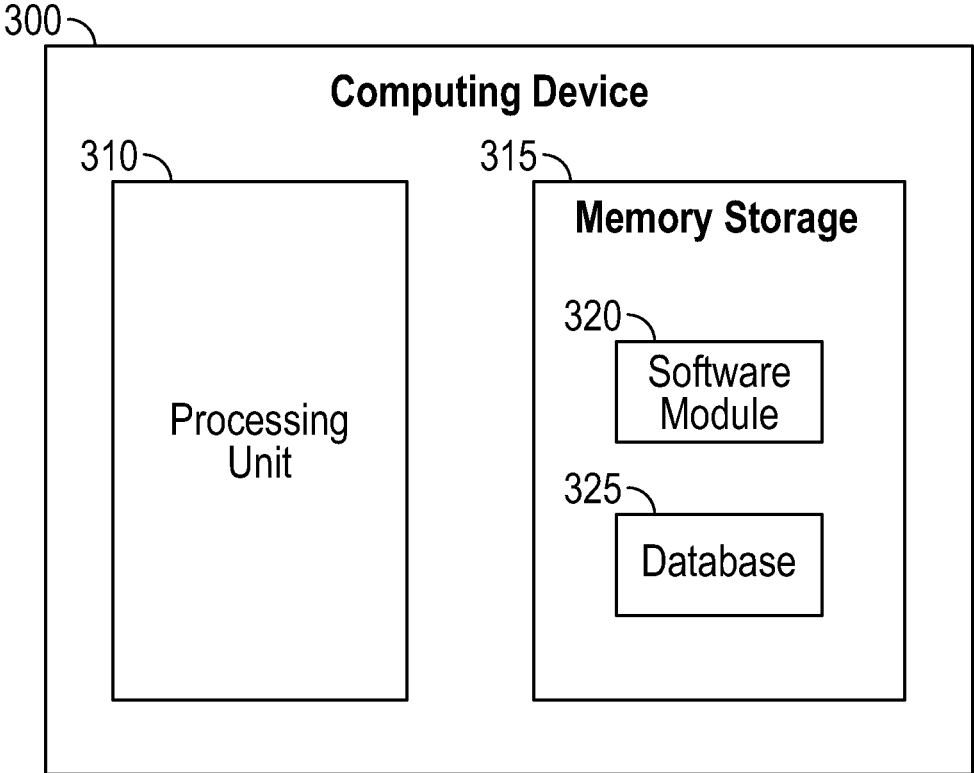 300
Computing Device
310
315
Memory Storage
320
Software
Module
Processing
Unit
325
Database